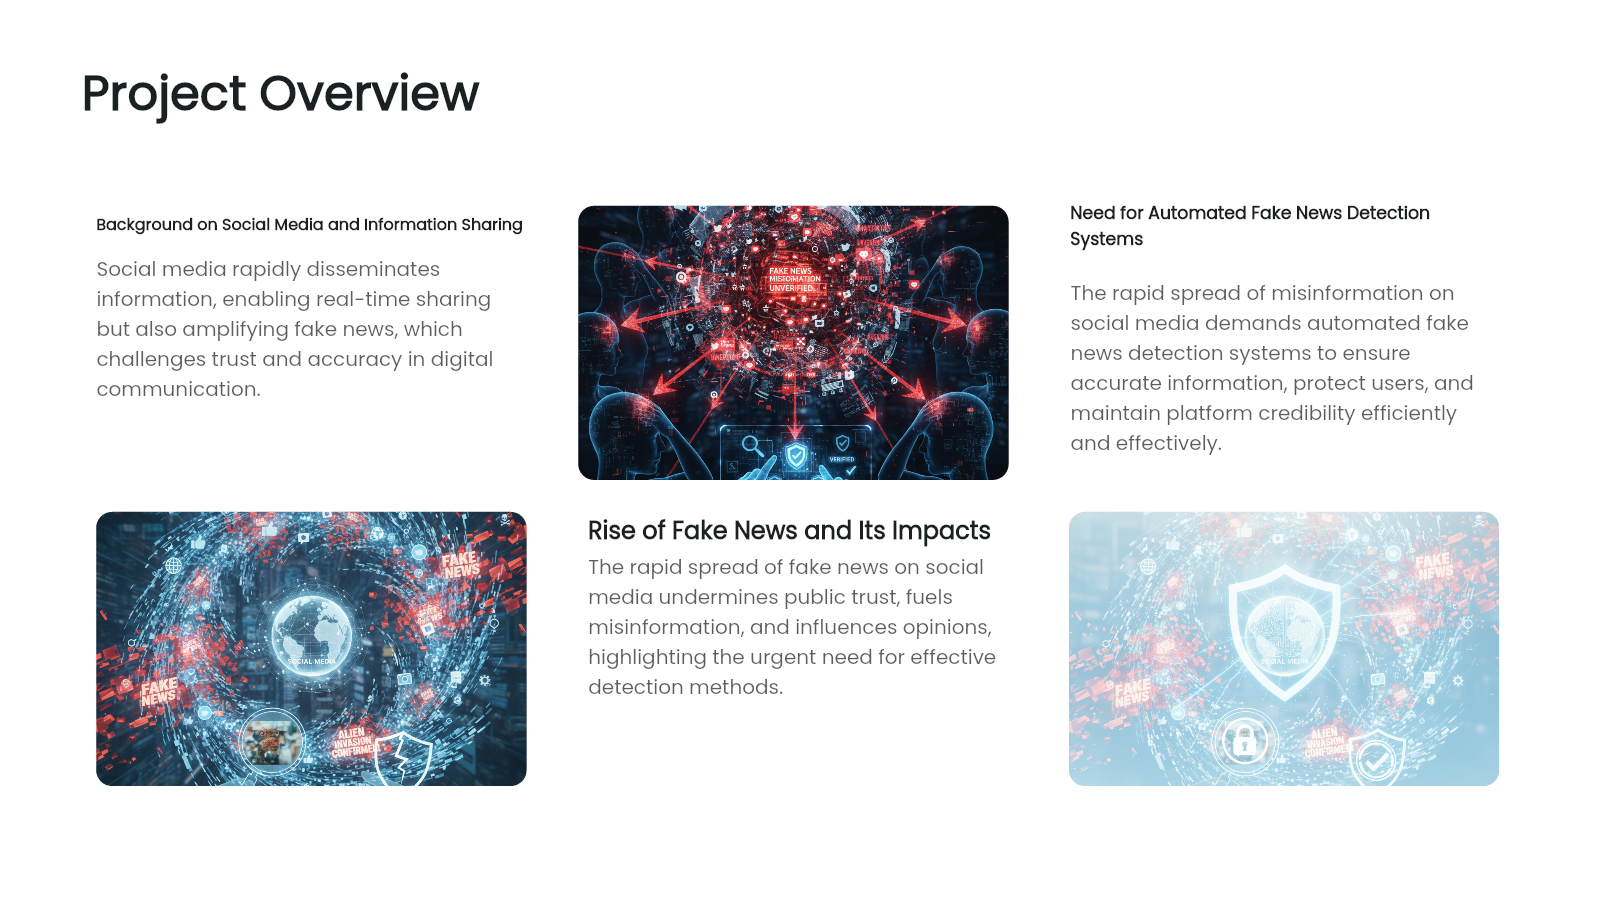 Project Overview
Background on Social Media and Information Sharing
Social media rapidly disseminates
information, enabling real-time sharing
but also amplifying fake news, which
challenges trust and accuracy in digital
communication.
FAKE NEWS
MISTOMATION
UNVERIFIED.
VERIFIED
Need for Automated Fake News Detection
Systems
The rapid spread of misinformation on
social media demands automated fake
news detection systems to ensure
accurate information, protect users, and
maintain platform credibility efficiently
and effectively.
FAKE
NEWS
SOCIAL MEDIA
FAKE
NEWS
ALIEN
INVASION
CONFIRMED
Rise of Fake News and Its Impacts
The rapid spread of fake news on social
media undermines public trust, fuels
misinformation, and influences opinions,
highlighting the urgent need for effective
detection methods.
FAKE
NEWS
SOCIAL MEDIA
FAKE
NEWS
ALIEN
INVASION
CONFIRMED